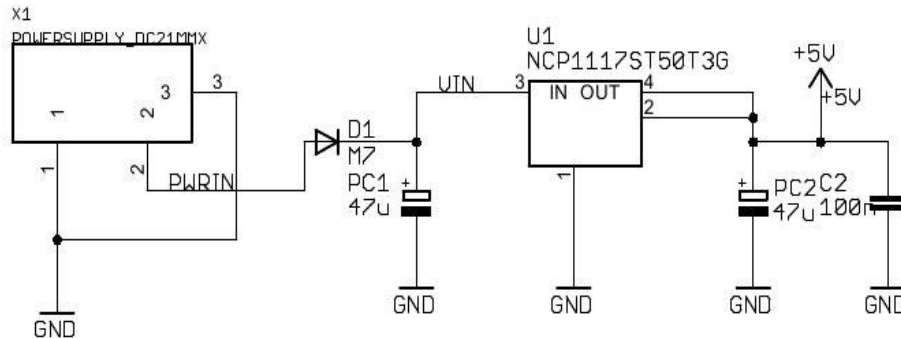 X1
POWERSUPPLY_DC21MMX
3
3
1
2
1
2
PWRIN
D1
M7
PC1
+
47u
GND
VIN
GND
U1
NCP1117ST50T3G
3
IN OUT
4
2
1
GND
+5V
+5V
+
PC2
47u
C2
100n
GND
GND